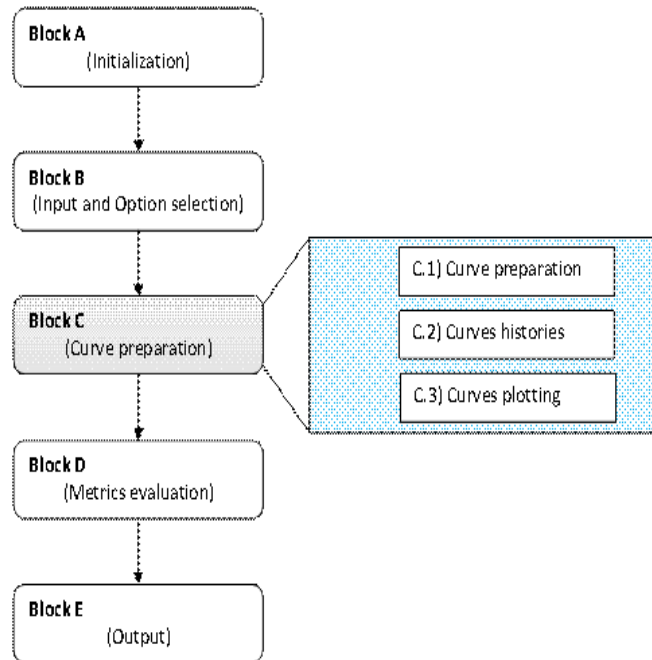 Block A
(Initialization)
Block B
(Input and Option selection)
Block C
(Curve preparation)
C.1) Curve preparation
C.2) Curves histories
C.3) Curves plotting
Block D
(Metrics evaluation)
Block E
(Output)